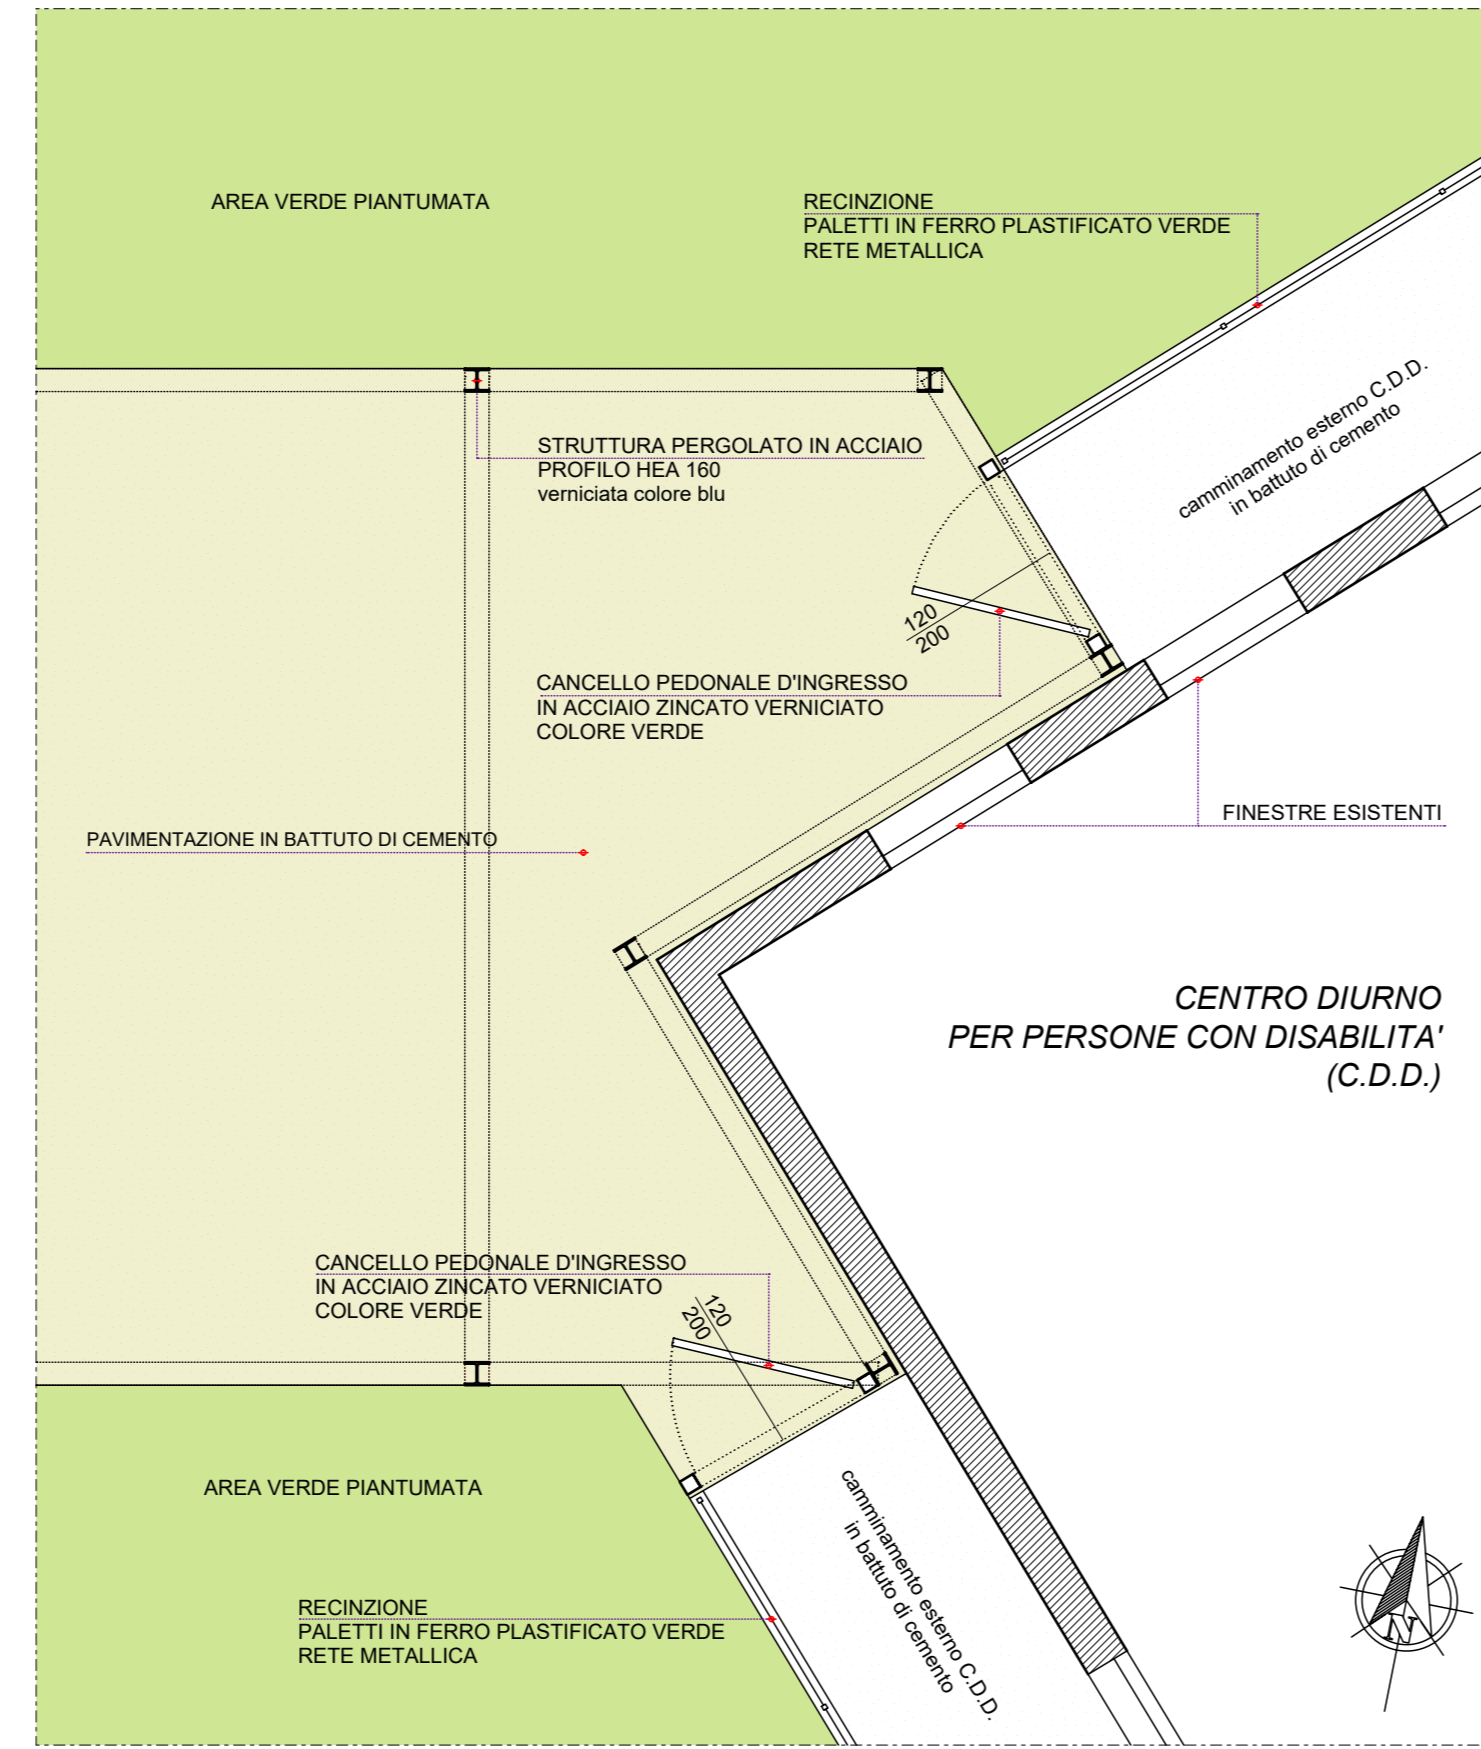 AREA VERDE PIANTUMATA
RECINZIONE
PALETTI IN FERRO PLASTIFICATO VERDE
RETE METALLICA
camminamento esterno C.D.D.
in battuto di cemento
STRUTTURA PERGOLATO IN ACCIAIO
PROFILO HEA 160
verniciata colore blu
120
200
CANCELLO PEDONALE D'INGRESSO
IN ACCIAIO ZINCATO VERNICIATO
COLORE VERDE
FINESTRE ESISTENTI
PAVIMENTAZIONE IN BATTUTO DI CEMENTO
CENTRO DIURNO
PER PERSONE CON DISABILITA'
(C.D.D.)
CANCELLO PEDONALE D'INGRESSO
IN ACCIAIO ZINCATO VERNICIATO
COLORE VERDE
120
200
AREA VERDE PIANTUMATA
camminamento esterno C.D.D.
in battuto di cemento
RECINZIONE
PALETTI IN FERRO PLASTIFICATO VERDE
RETE METALLICA
N